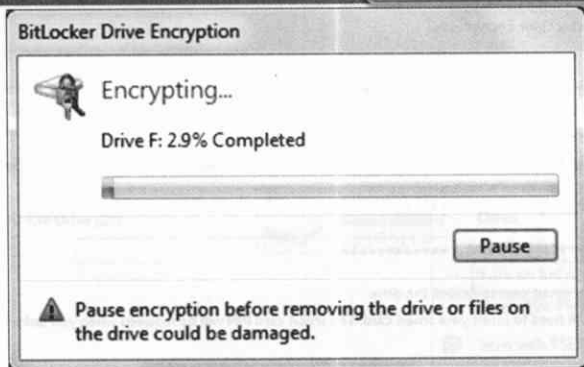 BitLocker Drive Encryption
Encrypting...
Drive F: 2.9% Completed
Pause
Pause encryption before removing the drive or files on
the drive could be damaged.